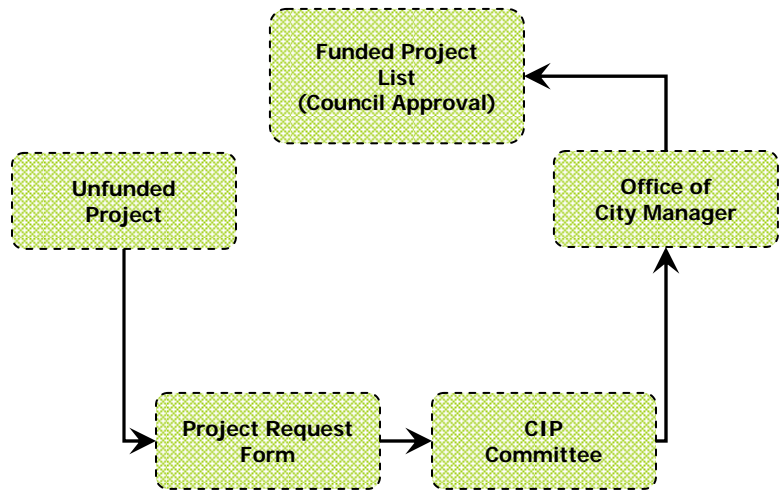 Funded Project
List
(Council Approval)
Unfunded
Project
Office of
City Manager
Project Request
Form
CIP
Committee